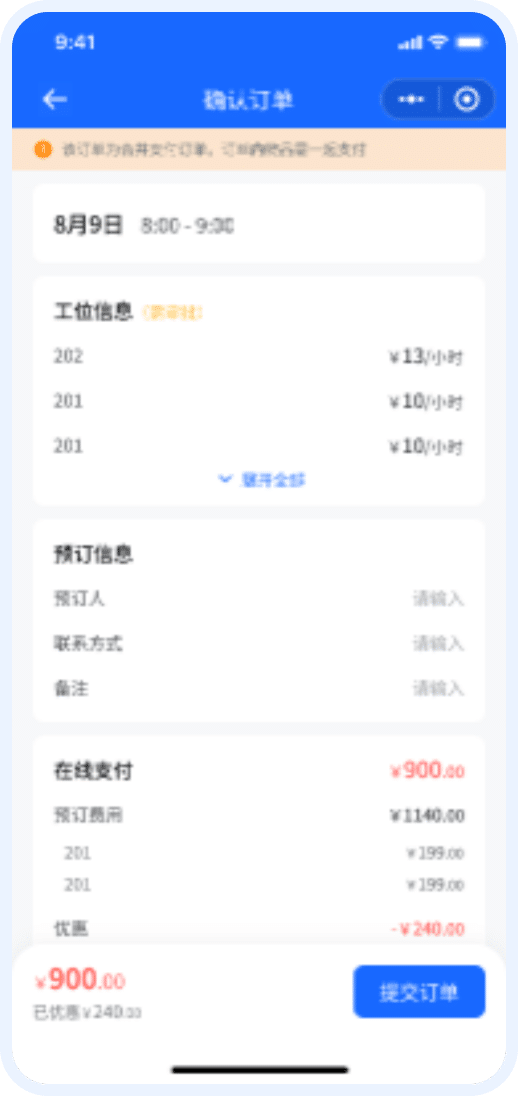 9:41
确认订单
该订单为合并支付订单，订单内物品需一起支付
8月9日 8:00 - 9:00
工位信息 (需审批)
202 ￥13/小时
201 ￥10/小时
201 ￥10/小时
展开全部
预订信息
预订人 请输入
联系方式 请输入
备注 请输入
在线支付 ￥900.00
预订费用 ￥1140.00
201 ￥199.00
201 ￥199.00
优惠 -￥240.00
￥900.00
已优惠￥240.00
提交订单